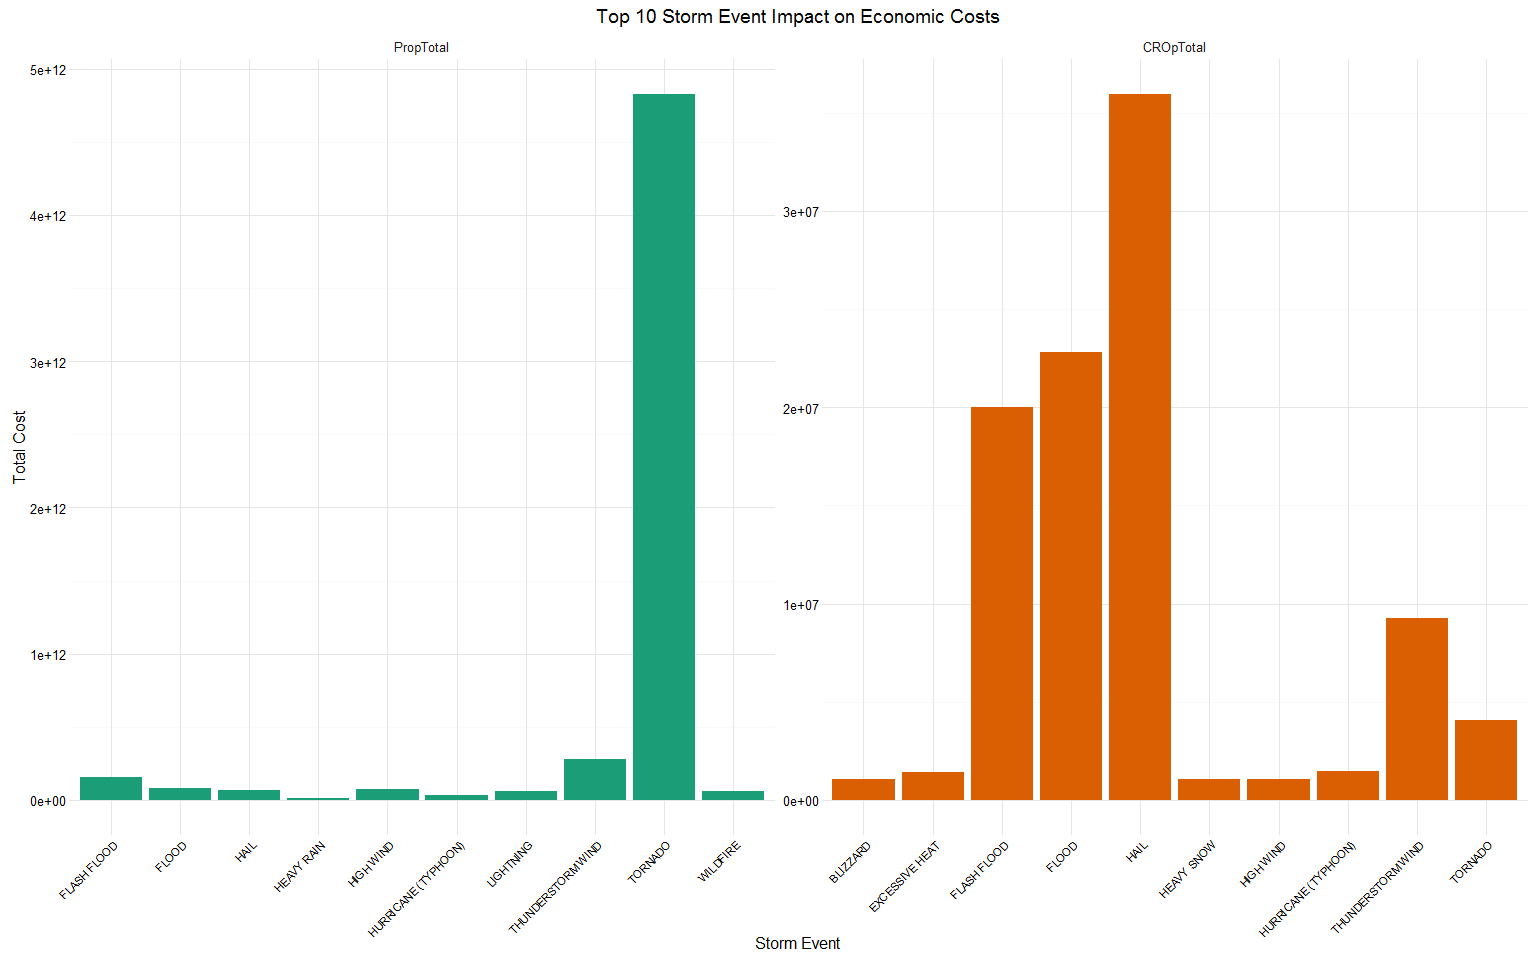 Top 10 Storm Event Impact on Economic Costs
PropTotal
CROpTotal
Total Cost
5e+12
4e+12
3e+12
2e+12
1e+12
0e+00
3e+07
2e+07
1e+07
0e+00
FLASH FLOOD
FLOOD
HAIL
HEAVY RAIN
HIGH WIND
HURRICANE (TYPHOON)
LIGHTNING
THUNDERSTORM WIND
TORNADO
WILDFIRE
BLIZZARD
EXCESSIVE HEAT
FLASH FLOOD
FLOOD
HAIL
HEAVY SNOW
HIGH WIND
HURRICANE (TYPHOON)
THUNDERSTORM WIND
TORNADO
Storm Event